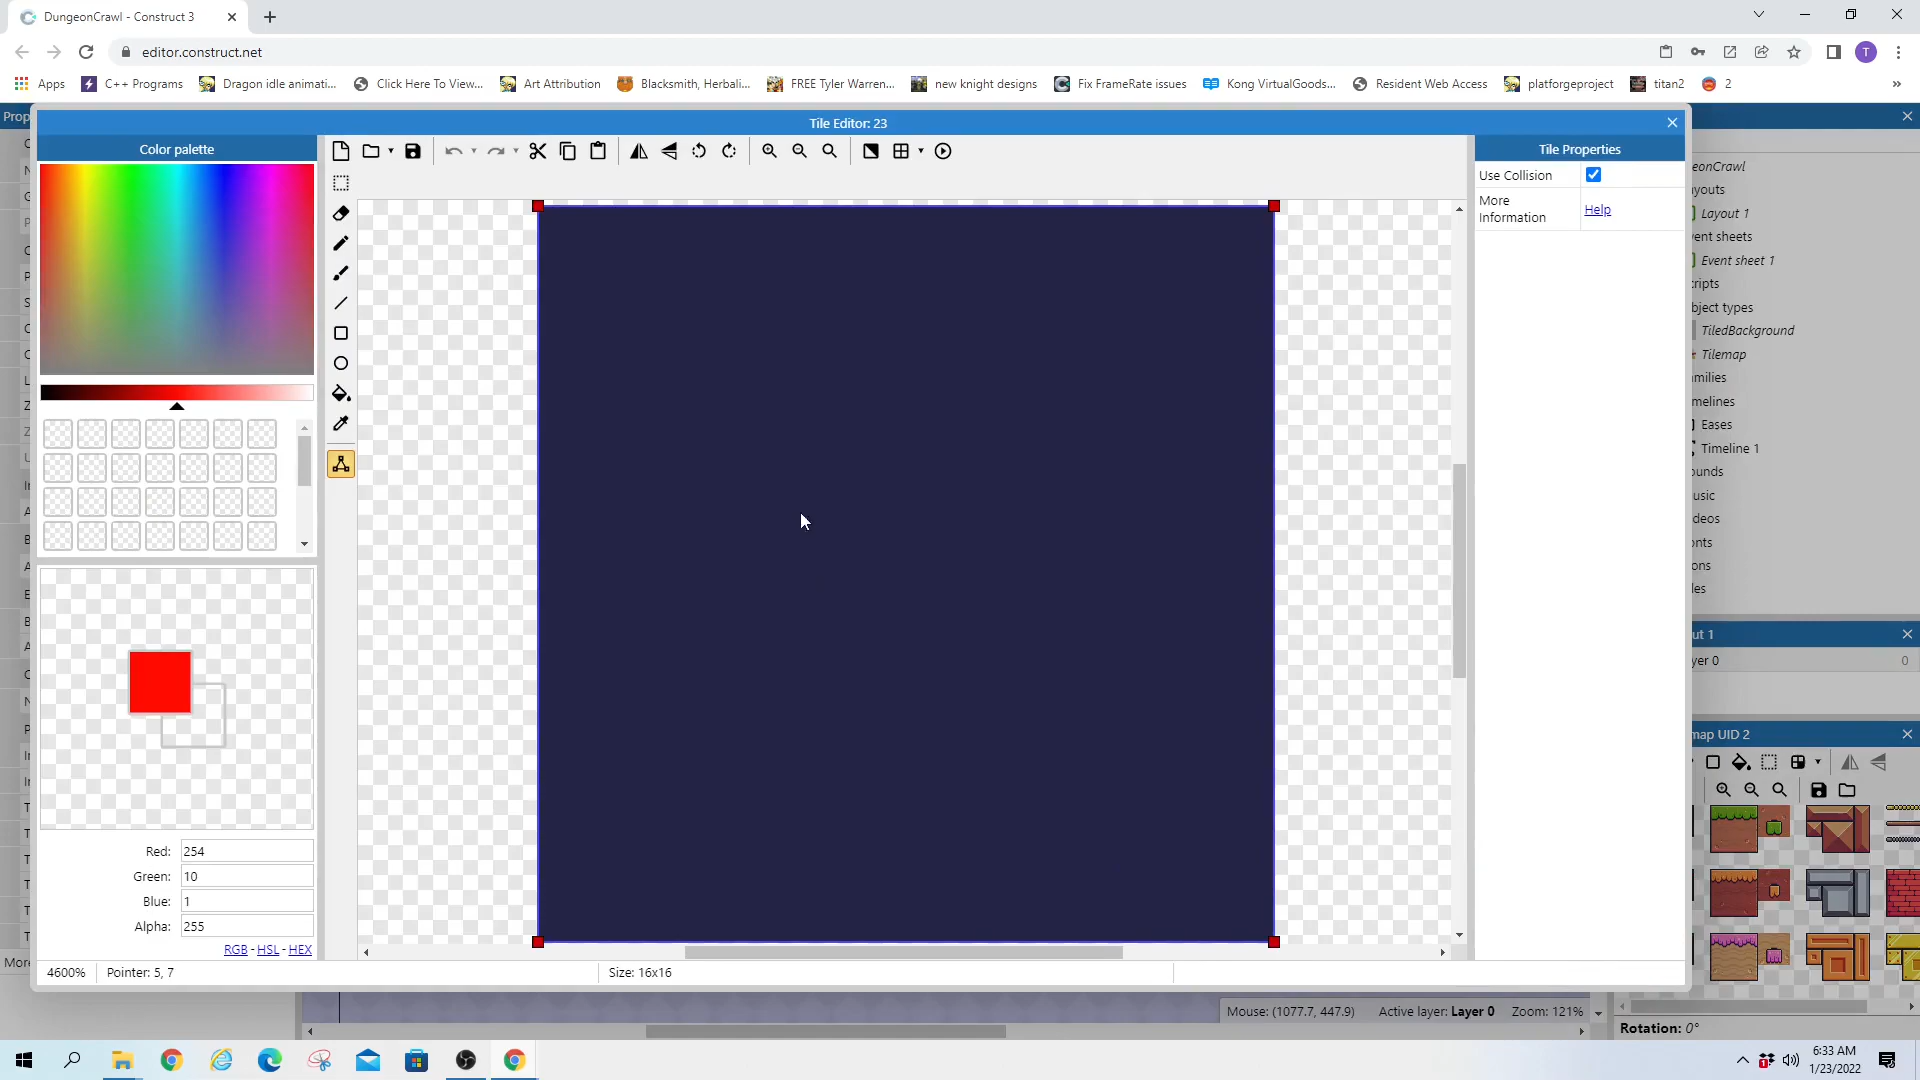 DungeonCrawl - Construct 3
editor.construct.net
T
Apps
C++ Programs
Dragon idle animati...
Click Here To View...
Art Attribution
Blacksmith, Herbali...
FREE Tyler Warren...
new knight designs
Fix FrameRate issues
Kong VirtualGoods...
Resident Web Access
platforgeproject
titan2
2
»
Prop
Tile Editor: 23
Color palette
Tile Properties
Use Collision
More
Information
Help
eonCrawl
youts
Layout 1
ent sheets
Event sheet 1
ripts
bject types
TiledBackground
Tilemap
milies
melines
Eases
Timeline 1
ounds
usic
deos
onts
ons
les
ut 1
yer 0
0
map UID 2
Red: 254
Green: 10
Blue: 1
Alpha: 255
RGB - HSL - HEX
More
4600%
Pointer: 5, 7
Size: 16x16
Mouse: (1077.7, 447.9)
Active layer: Layer 0
Zoom: 121%
Rotation: 0°
6:33 AM
1/23/2022